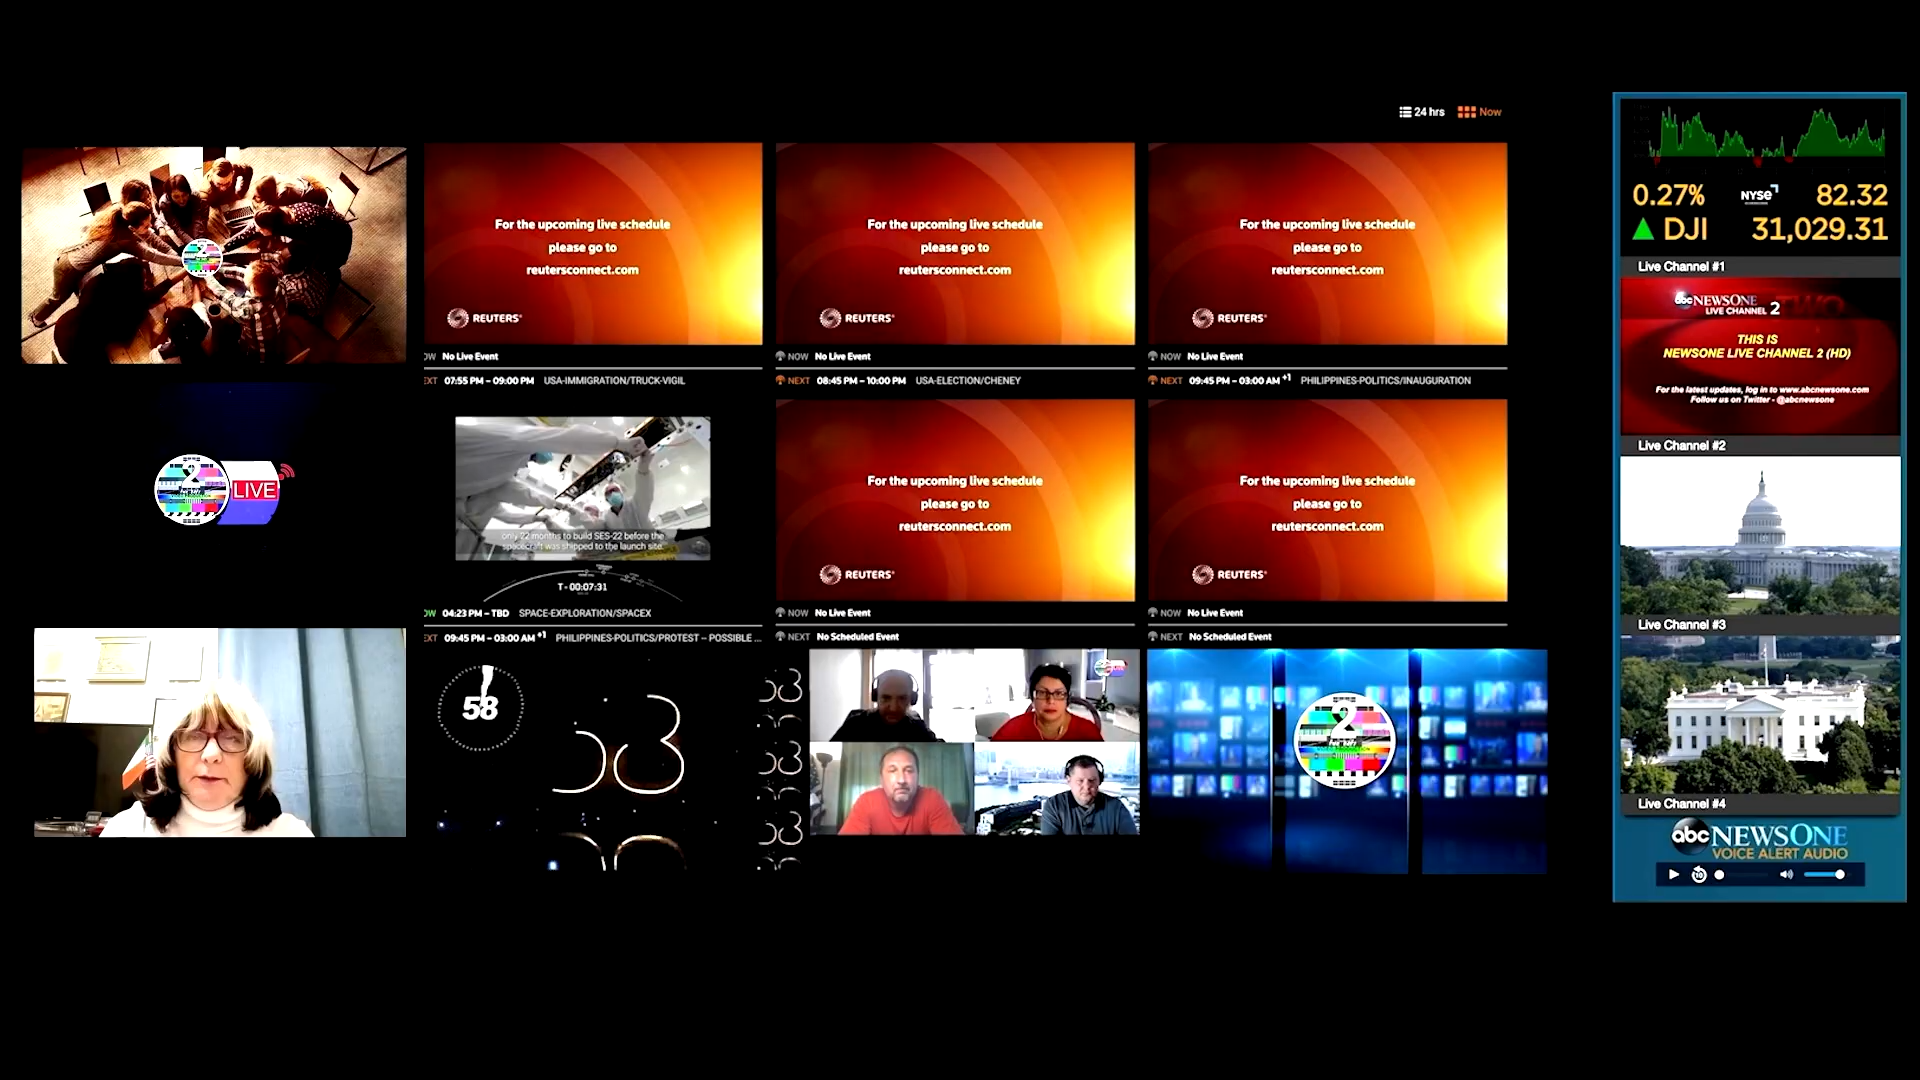 24 hrs
Now
For the upcoming live schedule
please go to
reutersconnect.com
REUTERS
OW No Live Event
EXT 07:55 PM – 09:00 PM USA-IMMIGRATION/TRUCK-VIGIL
For the upcoming live schedule
please go to
reutersconnect.com
REUTERS
NOW No Live Event
NEXT 08:45 PM – 10:00 PM USA-ELECTION/CHENEY
For the upcoming live schedule
please go to
reutersconnect.com
REUTERS
NOW No Live Event
NEXT 09:45 PM – 03:00 AM +1 PHILIPPINES-POLITICS/INAUGURATION
2
LIVE
only 22 months to build SES-22 before the
spacecraft was shipped to the launch site.
T - 00:07:31
OW 04:23 PM – TBD SPACE-EXPLORATION/SPACEX
EXT 09:45 PM – 03:00 AM +1 PHILIPPINES-POLITICS/PROTEST -- POSSIBLE ...
For the upcoming live schedule
please go to
reutersconnect.com
REUTERS
NOW No Live Event
NEXT No Scheduled Event
For the upcoming live schedule
please go to
reutersconnect.com
REUTERS
NOW No Live Event
NEXT No Scheduled Event
58
2
0.27% NYSE 82.32
DJI 31,029.31
Live Channel #1
abc NEWSONE
LIVE CHANNEL 2
THIS IS
NEWSONE LIVE CHANNEL 2 (HD)
For the latest updates, log in to www.abcnewsone.com
Follow us on Twitter - @abcnewsone
Live Channel #2
Live Channel #3
Live Channel #4
abc NEWSONE
VOICE ALERT AUDIO
10